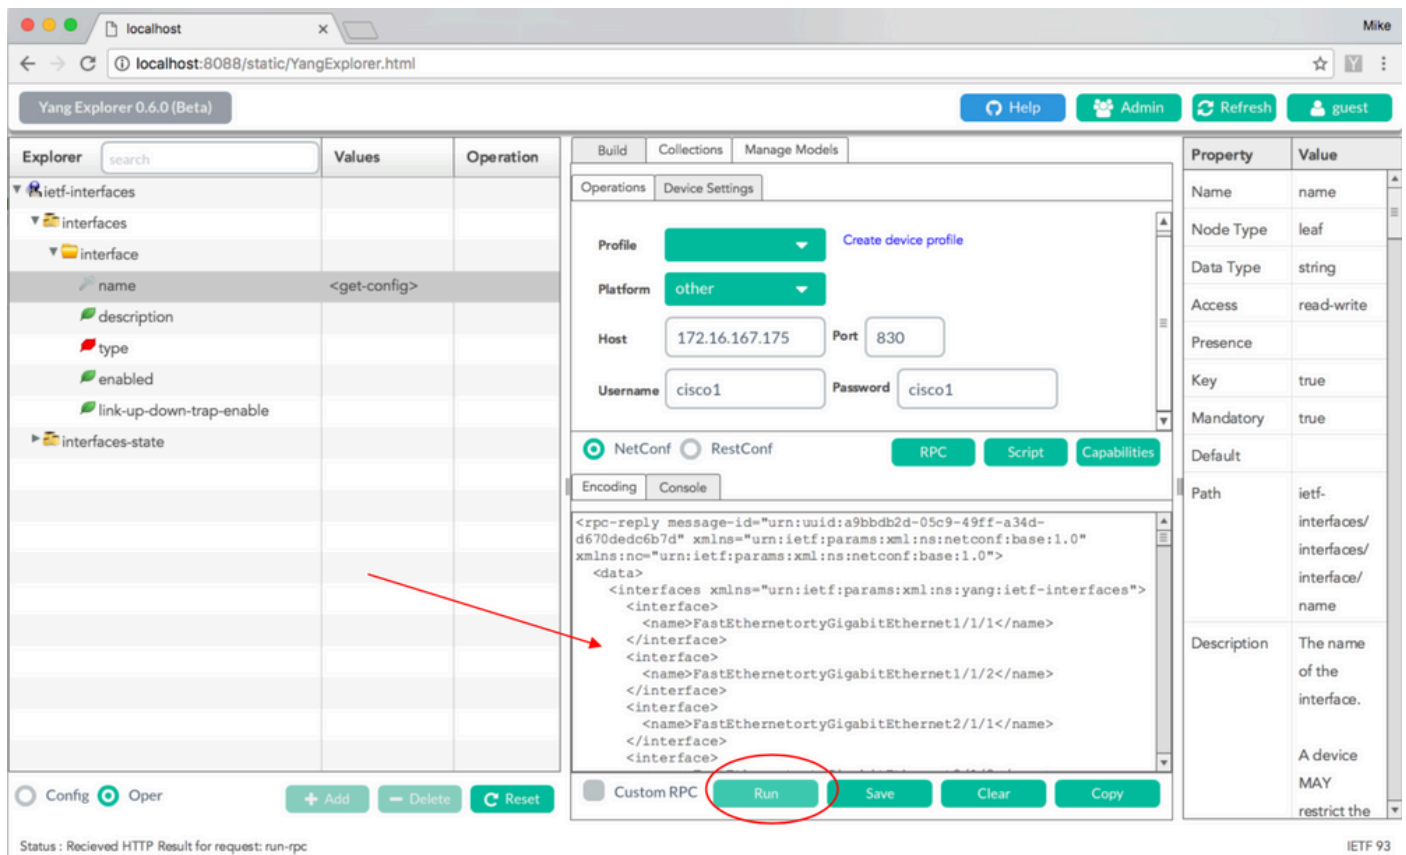 localhost
Mike
localhost:8088/static/YangExplorer.html
Yang Explorer 0.6.0 (Beta)
Help
Admin
Refresh
guest
Explorer
search
Values
Operation
ietf-interfaces
interfaces
interface
name
<get-config>
description
type
enabled
link-up-down-trap-enable
interfaces-state
Config
Oper
+ Add
− Delete
Reset
Build
Collections
Manage Models
Operations
Device Settings
Profile
Create device profile
Platform
other
Host
172.16.167.175
Port
830
Username
cisco1
Password
cisco1
NetConf
RestConf
RPC
Script
Capabilities
Encoding
Console
<rpc-reply message-id="urn:uuid:a9bbdb2d-05c9-49ff-a34d-
d670dedc6b7d" xmlns="urn:ietf:params:xml:ns:netconf:base:1.0"
xmlns:nc="urn:ietf:params:xml:ns:netconf:base:1.0">
<data>
<interfaces xmlns="urn:ietf:params:xml:ns:yang:ietf-interfaces">
<interface>
<name>FastEthernetortyGigabitEthernet1/1/1</name>
</interface>
<interface>
<name>FastEthernetortyGigabitEthernet1/1/2</name>
</interface>
<interface>
<name>FastEthernetortyGigabitEthernet2/1/1</name>
</interface>
<interface>
Custom RPC
Run
Save
Clear
Copy
Property
Value
Name
name
Node Type
leaf
Data Type
string
Access
read-write
Presence
Key
true
Mandatory
true
Default
Path
ietf-
interfaces/
interfaces/
interface/
name
Description
The name
of the
interface.
A device
MAY
restrict the
Status : Recieved HTTP Result for request: run-rpc
IETF 93